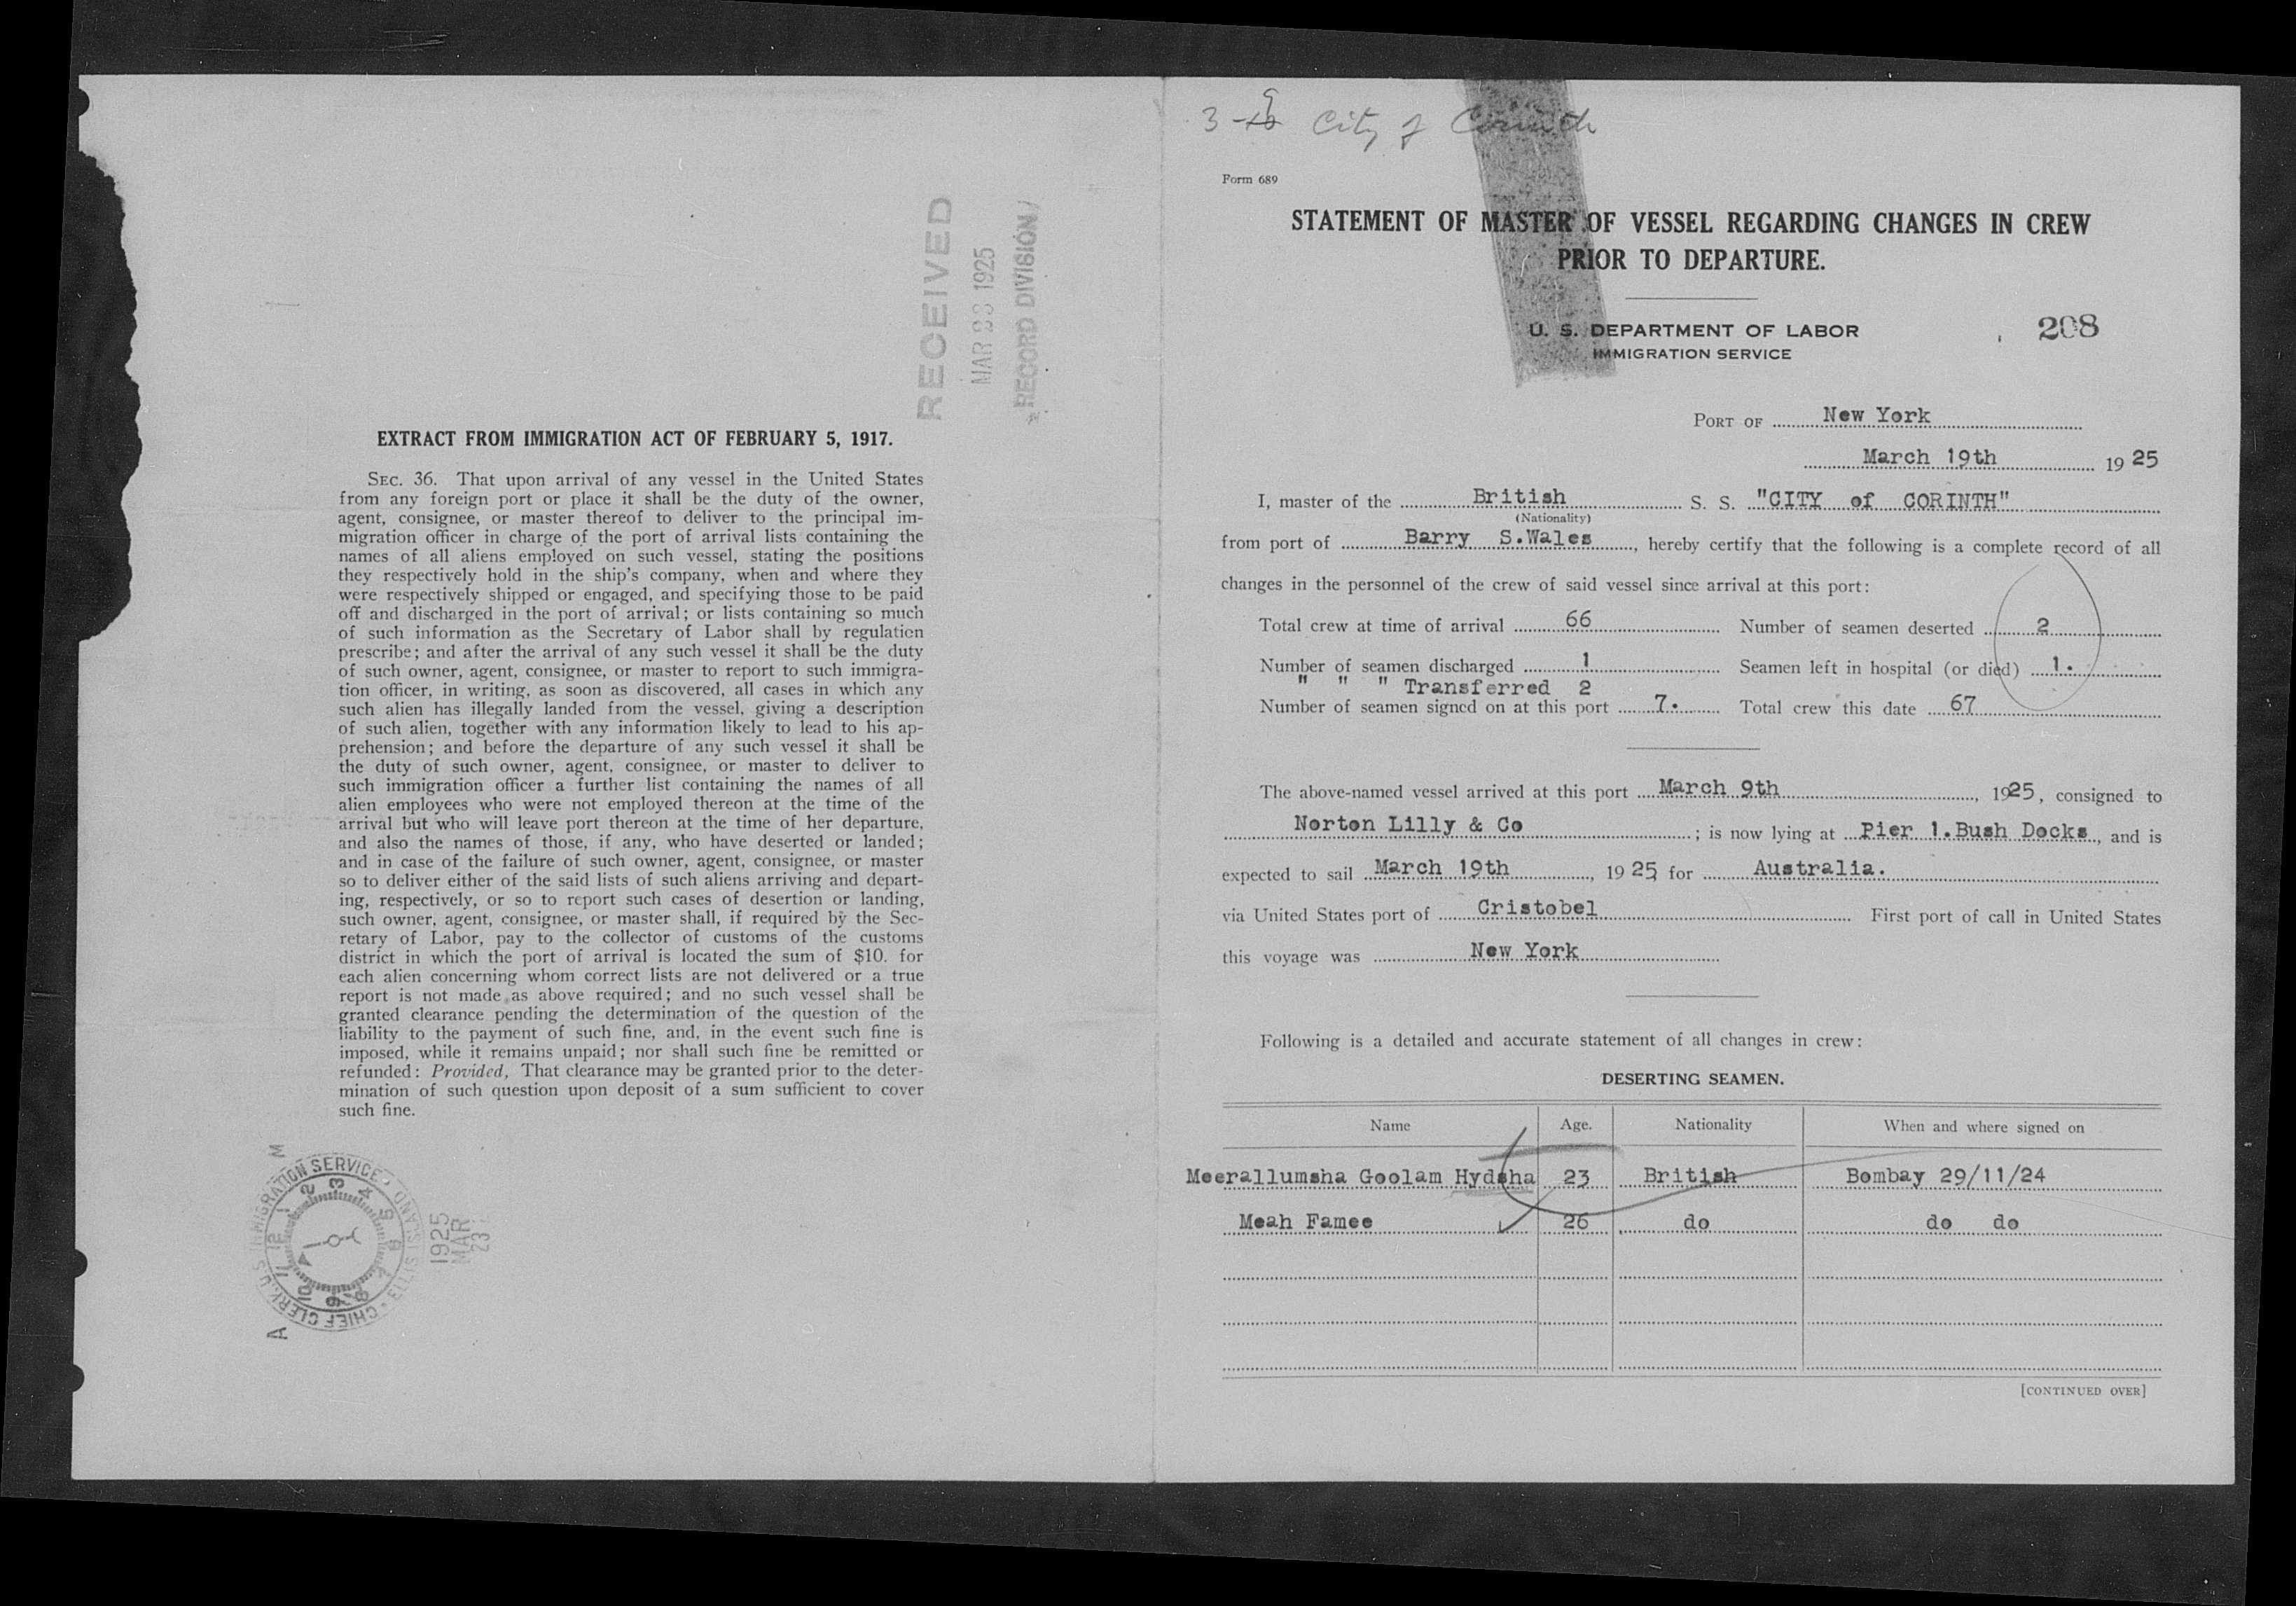 RECEIVED
MAR 23 1925
RECORD DIVISION
EXTRACT FROM IMMIGRATION ACT OF FEBRUARY 5, 1917.
SEC. 36. That upon arrival of any vessel in the United States
from any foreign port or place it shall be the duty of the owner,
agent, consignee, or master thereof to deliver to the principal im-
migration officer in charge of the port of arrival lists containing the
names of all aliens employed on such vessel, stating the positions
they respectively hold in the ship's company, when and where they
were respectively shipped or engaged, and specifying those to be paid
off and discharged in the port of arrival; or lists containing so much
of such information as the Secretary of Labor shall by regulation
prescribe; and after the arrival of any such vessel it shall be the duty
of such owner, agent, consignee, or master to report to such immigra-
tion officer, in writing, as soon as discovered, all cases in which any
such alien has illegally landed from the vessel, giving a description
of such alien, together with any information likely to lead to his ap-
prehension; and before the departure of any such vessel it shall be
the duty of such owner, agent, consignee, or master to deliver to
such immigration officer a further list containing the names of all
alien employees who were not employed thereon at the time of the
arrival but who will leave port thereon at the time of her departure,
and also the names of those, if any, who have deserted or landed;
and in case of the failure of such owner, agent, consignee, or master
so to deliver either of the said lists of such aliens arriving and depart-
ing, respectively, or so to report such cases of desertion or landing,
such owner, agent, consignee, or master shall, if required by the Sec-
retary of Labor, pay to the collector of customs of the customs
district in which the port of arrival is located the sum of $10. for
each alien concerning whom correct lists are not delivered or a true
report is not made as above required; and no such vessel shall be
granted clearance pending the determination of the question of the
liability to the payment of such fine, and, in the event such fine is
imposed, while it remains unpaid; nor shall such fine be remitted or
refunded: Provided, That clearance may be granted prior to the deter-
mination of such question upon deposit of a sum sufficient to cover
such fine.
CHIEF CLERK, U.S. IMMIGRATION SERVICE · ELLIS ISLAND
1 2 3 4 5 6 7 8 9 10 11 12
A M
1925
MAR
23
3-9 City of Corinth
Form 689
STATEMENT OF MASTER OF VESSEL REGARDING CHANGES IN CREW
PRIOR TO DEPARTURE.
U. S. DEPARTMENT OF LABOR
IMMIGRATION SERVICE
208
PORT OF New York
March 19th 1925
I, master of the British S. S. "CITY of CORINTH"
(Nationality)
from port of Barry S.Wales, hereby certify that the following is a complete record of all
changes in the personnel of the crew of said vessel since arrival at this port:
Total crew at time of arrival 66 Number of seamen deserted 2
Number of seamen discharged 1 Seamen left in hospital (or died) 1.
" " " Transferred 2
Number of seamen signed on at this port 7. Total crew this date 67
The above-named vessel arrived at this port March 9th, 1925, consigned to
Norton Lilly & Co; is now lying at Pier 1.Bush Docks, and is
expected to sail March 19th, 1925 for Australia.
via United States port of Cristobel First port of call in United States
this voyage was New York
Following is a detailed and accurate statement of all changes in crew:
DESERTING SEAMEN.
Name Age. Nationality When and where signed on
Meerallumsha Goolam Hydsha 23 British Bombay 29/11/24
Meah Famee 26 do do do
[CONTINUED OVER]